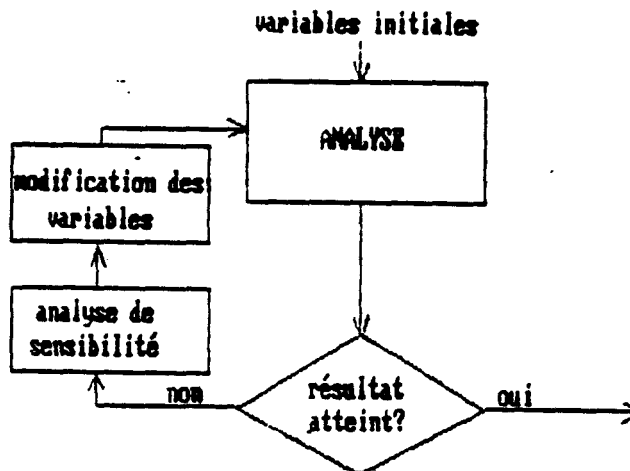 variables initiales
ANALYSE
modification des
variables
analyse de
sensibilité
non
résultat
atteint?
oui